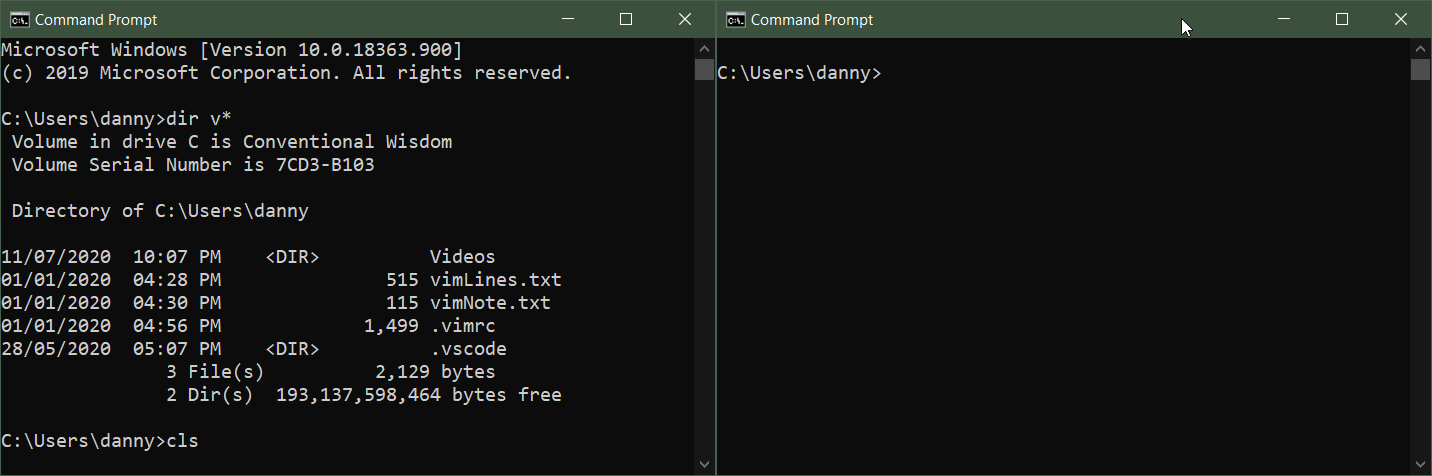 Command Prompt
Microsoft Windows [Version 10.0.18363.900]
(c) 2019 Microsoft Corporation. All rights reserved.
C:\Users\danny>dir v*
Volume in drive C is Conventional Wisdom
Volume Serial Number is 7CD3-B103
Directory of C:\Users\danny
11/07/2020  10:07 PM    <DIR>          Videos
01/01/2020  04:28 PM               515 vimLines.txt
01/01/2020  04:30 PM               115 vimNote.txt
01/01/2020  04:56 PM             1,499 .vimrc
28/05/2020  05:07 PM    <DIR>          .vscode
3 File(s)          2,129 bytes
2 Dir(s)  193,137,598,464 bytes free
C:\Users\danny>cls
Command Prompt
C:\Users\danny>